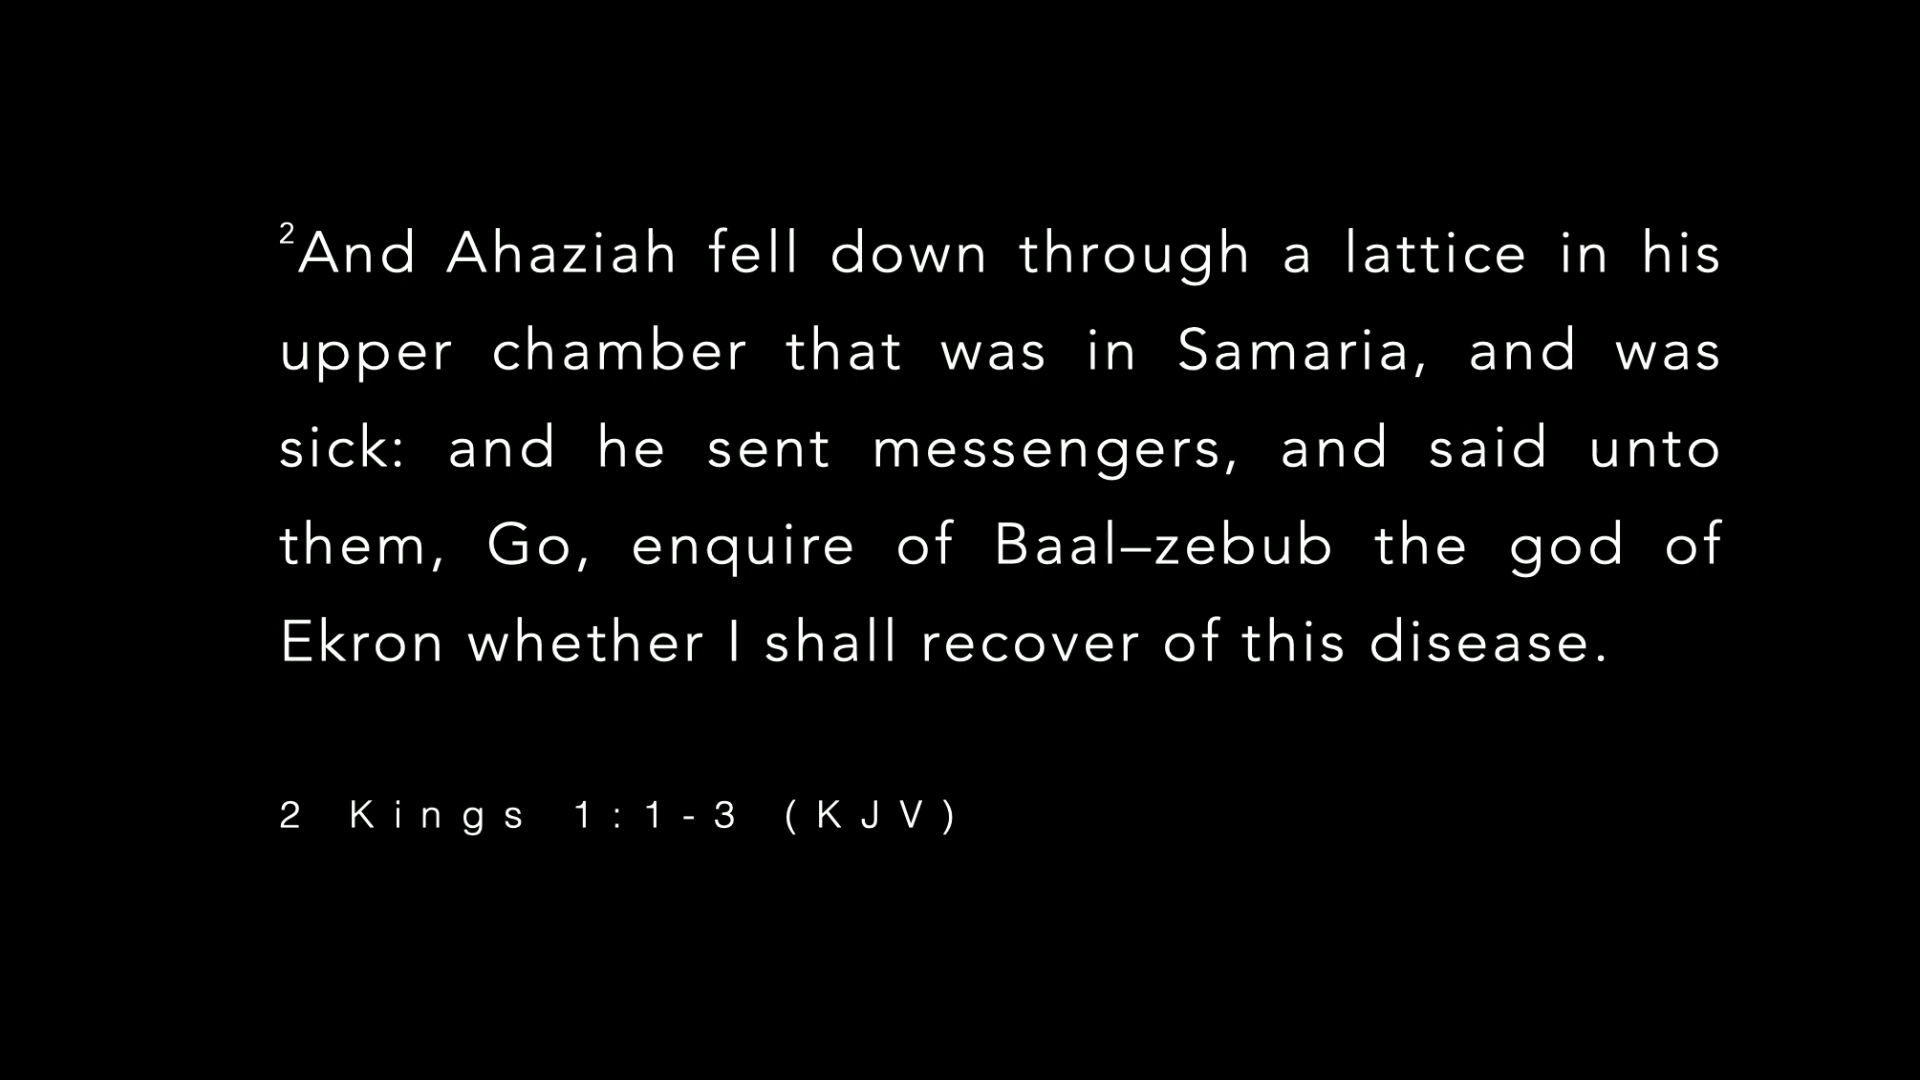 ²And Ahaziah fell down through a lattice in his
upper chamber that was in Samaria, and was
sick: and he sent messengers, and said unto
them, Go, enquire of Baal–zebub the god of
Ekron whether I shall recover of this disease.
2 Kings 1:1-3 (KJV)